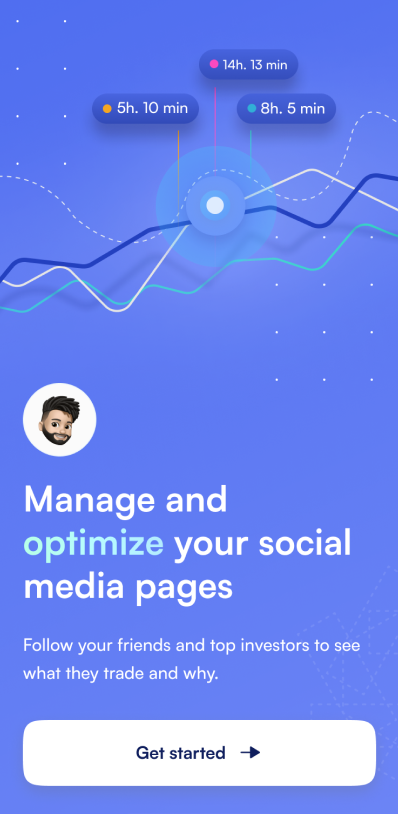 14h. 13 min
5h. 10 min
8h. 5 min
Manage and
optimize your social
media pages
Follow your friends and top investors to see
what they trade and why.
Get started